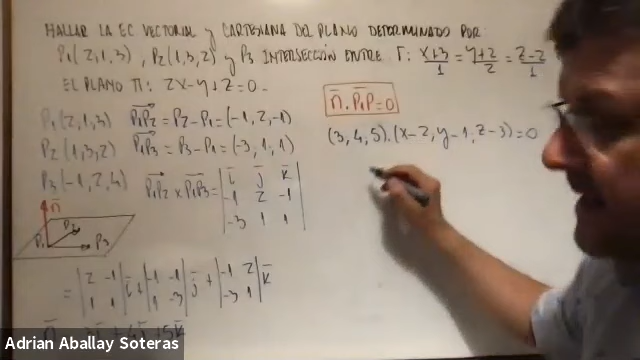 HALLAR LA EC VECTORIAL Y CARTESIANA DEL PLANO DETERMINADO POR:
P₁(2,1,3), P₂(1,3,2) y P₃ INTERSECCIÓN ENTRE Γ: x+3/1 = y+2/2 = z-2/1
EL PLANO Π: 2x-y+z=0.
n̄ . P₁P = 0
P₁(2,1,3) P₁P₂ = P₂-P₁ = (-1, 2, -1)
(3,4,5).(x-2, y-1, z-3) = 0
P₂(1,3,2) P₁P₃ = P₃-P₁ = (-3, 1, 1)
P₃(-1,2,4) P₁P₂ x P₁P₃ = | ī j̄ k̄ |
-1 2 -1
-3 1 1
n̄
P₁ P₂ P₃
= |2 -1| ī + |-1 -1| j̄ + |-1 2| k̄
1 1 1 -3 -3 1
Adrian Aballay Soteras